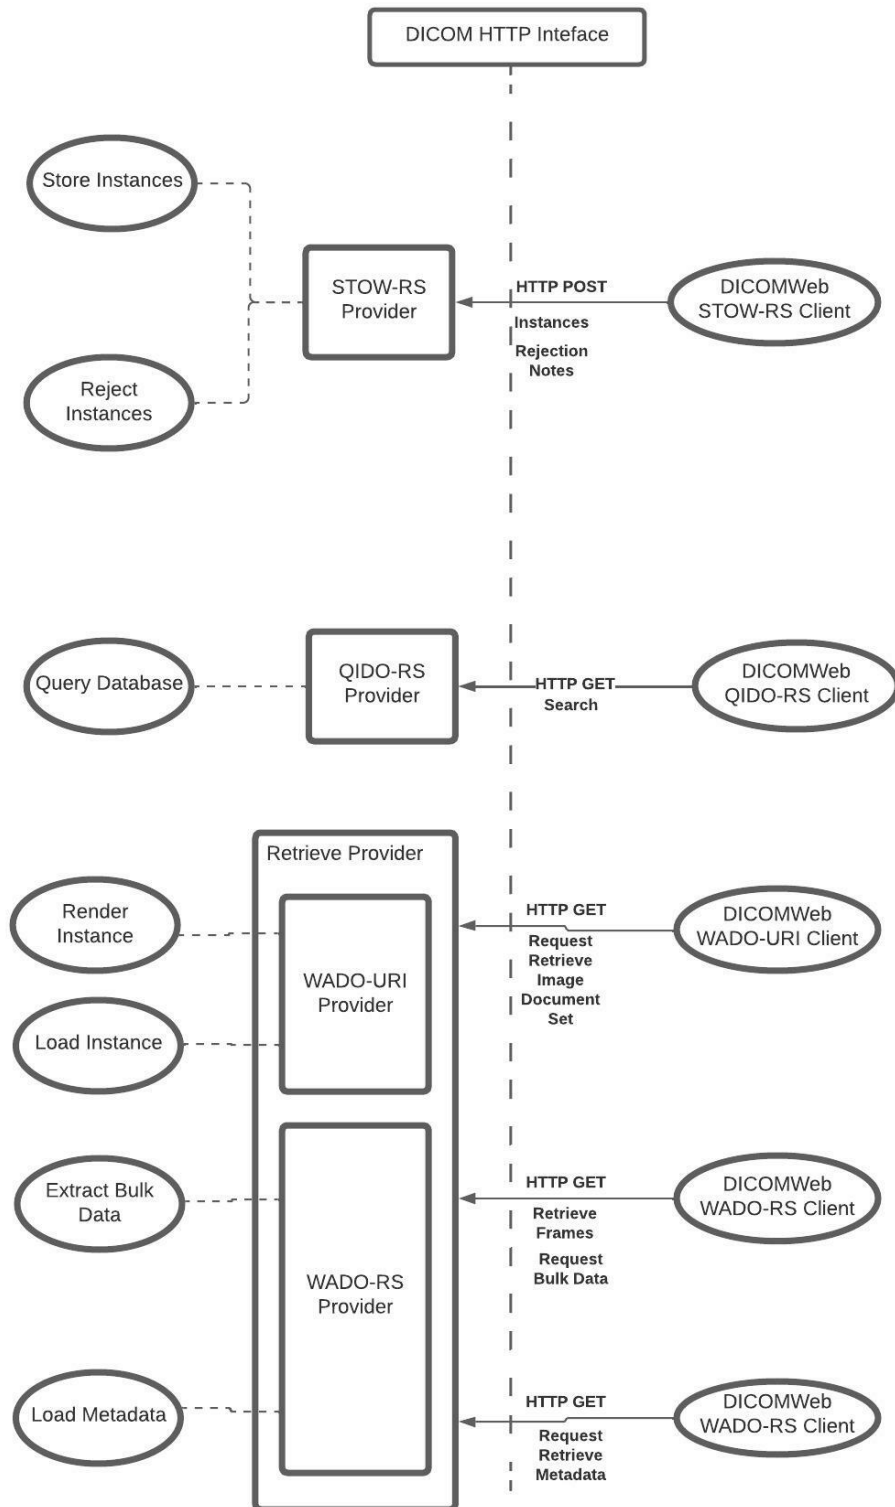 DICOM HTTP Inteface
Store Instances
STOW-RS
Provider
HTTP POST
Instances
Rejection
Notes
DICOMWeb
STOW-RS Client
Reject
Instances
Query Database
QIDO-RS
Provider
HTTP GET
Search
DICOMWeb
QIDO-RS Client
Retrieve Provider
Render
Instance
WADO-URI
Provider
HTTP GET
Request
Retrieve
Image
Document
Set
DICOMWeb
WADO-URI Client
Load Instance
Extract Bulk
Data
WADO-RS
Provider
HTTP GET
Retrieve
Frames
Request
Bulk Data
DICOMWeb
WADO-RS Client
Load Metadata
HTTP GET
Request
Retrieve
Metadata
DICOMWeb
WADO-RS Client